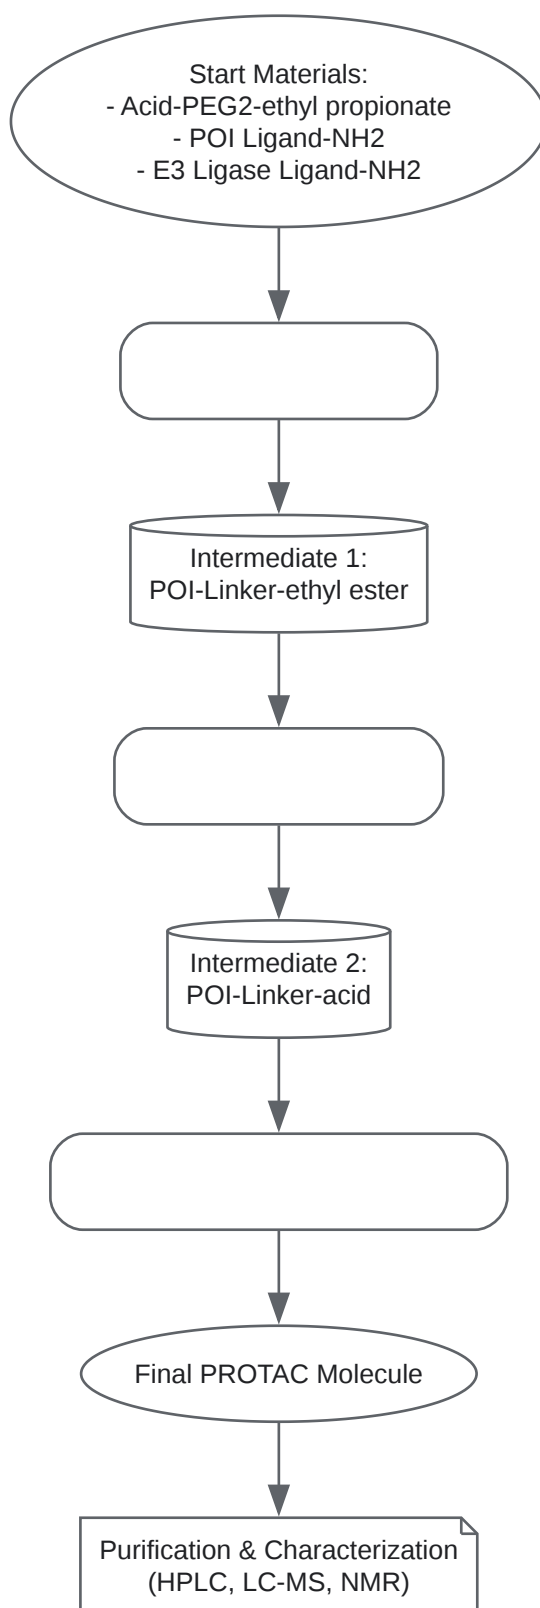 Start Materials:
- Acid-PEG2-ethyl propionate
- POI Ligand-NH2
- E3 Ligase Ligand-NH2
Intermediate 1:
POI-Linker-ethyl ester
Intermediate 2:
POI-Linker-acid
Final PROTAC Molecule
Purification & Characterization
(HPLC, LC-MS, NMR)